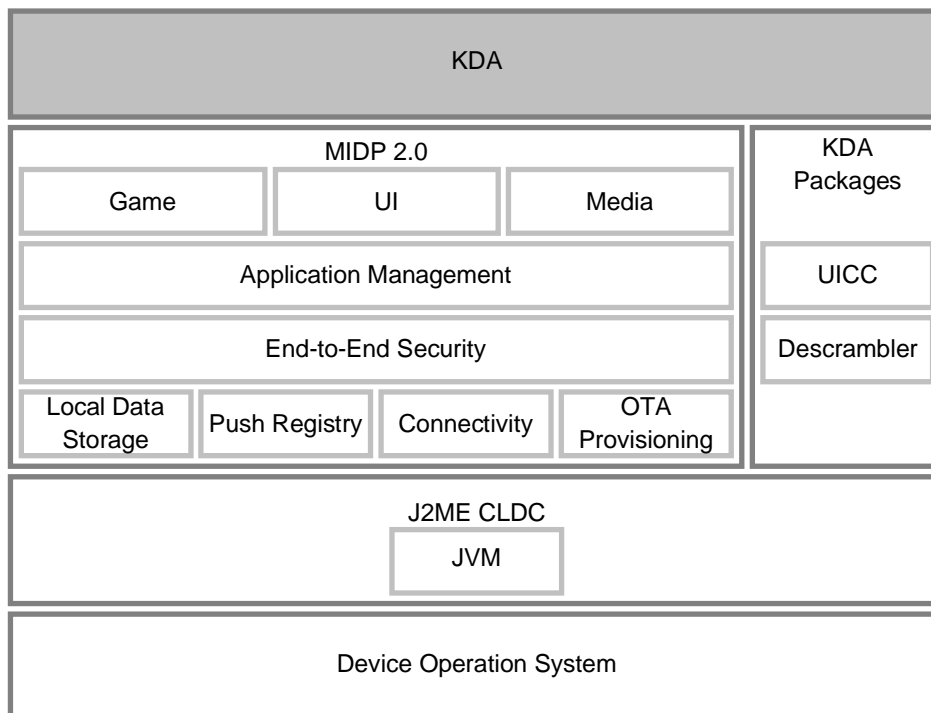 KDA
MIDP 2.0
Game
UI
Media
Application Management
End-to-End Security
Local Data
Storage
Push Registry
Connectivity
OTA
Provisioning
KDA
Packages
UICC
Descrambler
J2ME CLDC
JVM
Device Operation System